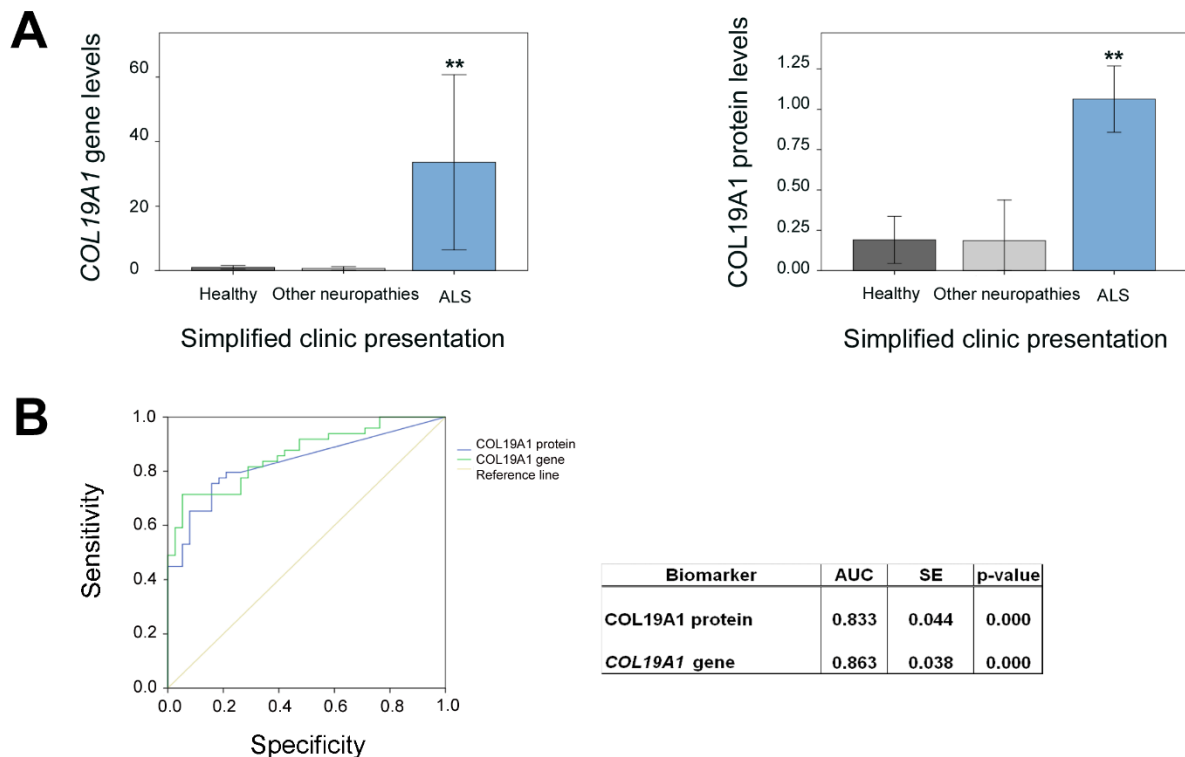 A
COL19A1 gene levels
60
40
20
0
**
Healthy
Other neuropathies
ALS
Simplified clinic presentation
COL19A1 protein levels
1.25
1.00
0.75
0.50
0.25
0.00
**
Healthy
Other neuropathies
ALS
Simplified clinic presentation
B
Sensitivity
1.0
0.8
0.6
0.4
0.2
0.0
0.0 0.2 0.4 0.6 0.8 1.0
Specificity
COL19A1 protein
COL19A1 gene
Reference line
Biomarker AUC SE p-value
COL19A1 protein 0.833 0.044 0.000
COL19A1 gene 0.863 0.038 0.000